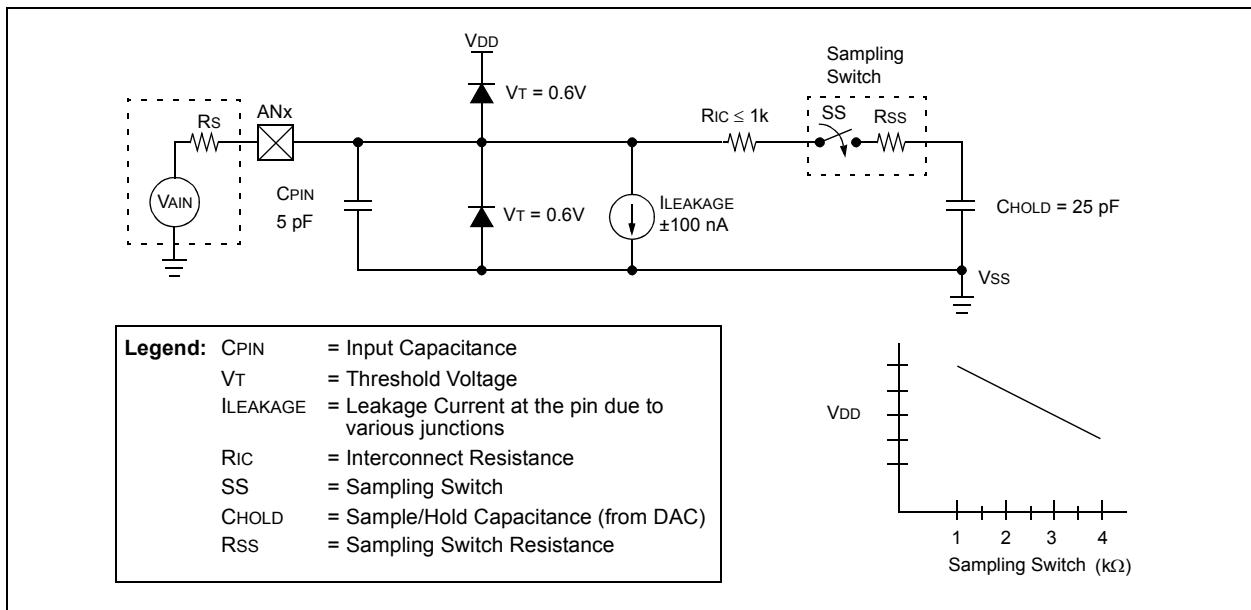 VDD
Sampling
Switch
VT = 0.6V
ANx
RS
RIC ≤ 1k
SS
RSS
VAIN
CPIN
5 pF
VT = 0.6V
ILEAKAGE
±100 nA
CHOLD = 25 pF
VSS
Legend: CPIN = Input Capacitance
VT = Threshold Voltage
ILEAKAGE = Leakage Current at the pin due to
various junctions
RIC = Interconnect Resistance
SS = Sampling Switch
CHOLD = Sample/Hold Capacitance (from DAC)
RSS = Sampling Switch Resistance
VDD
1 2 3 4
Sampling Switch (kΩ)